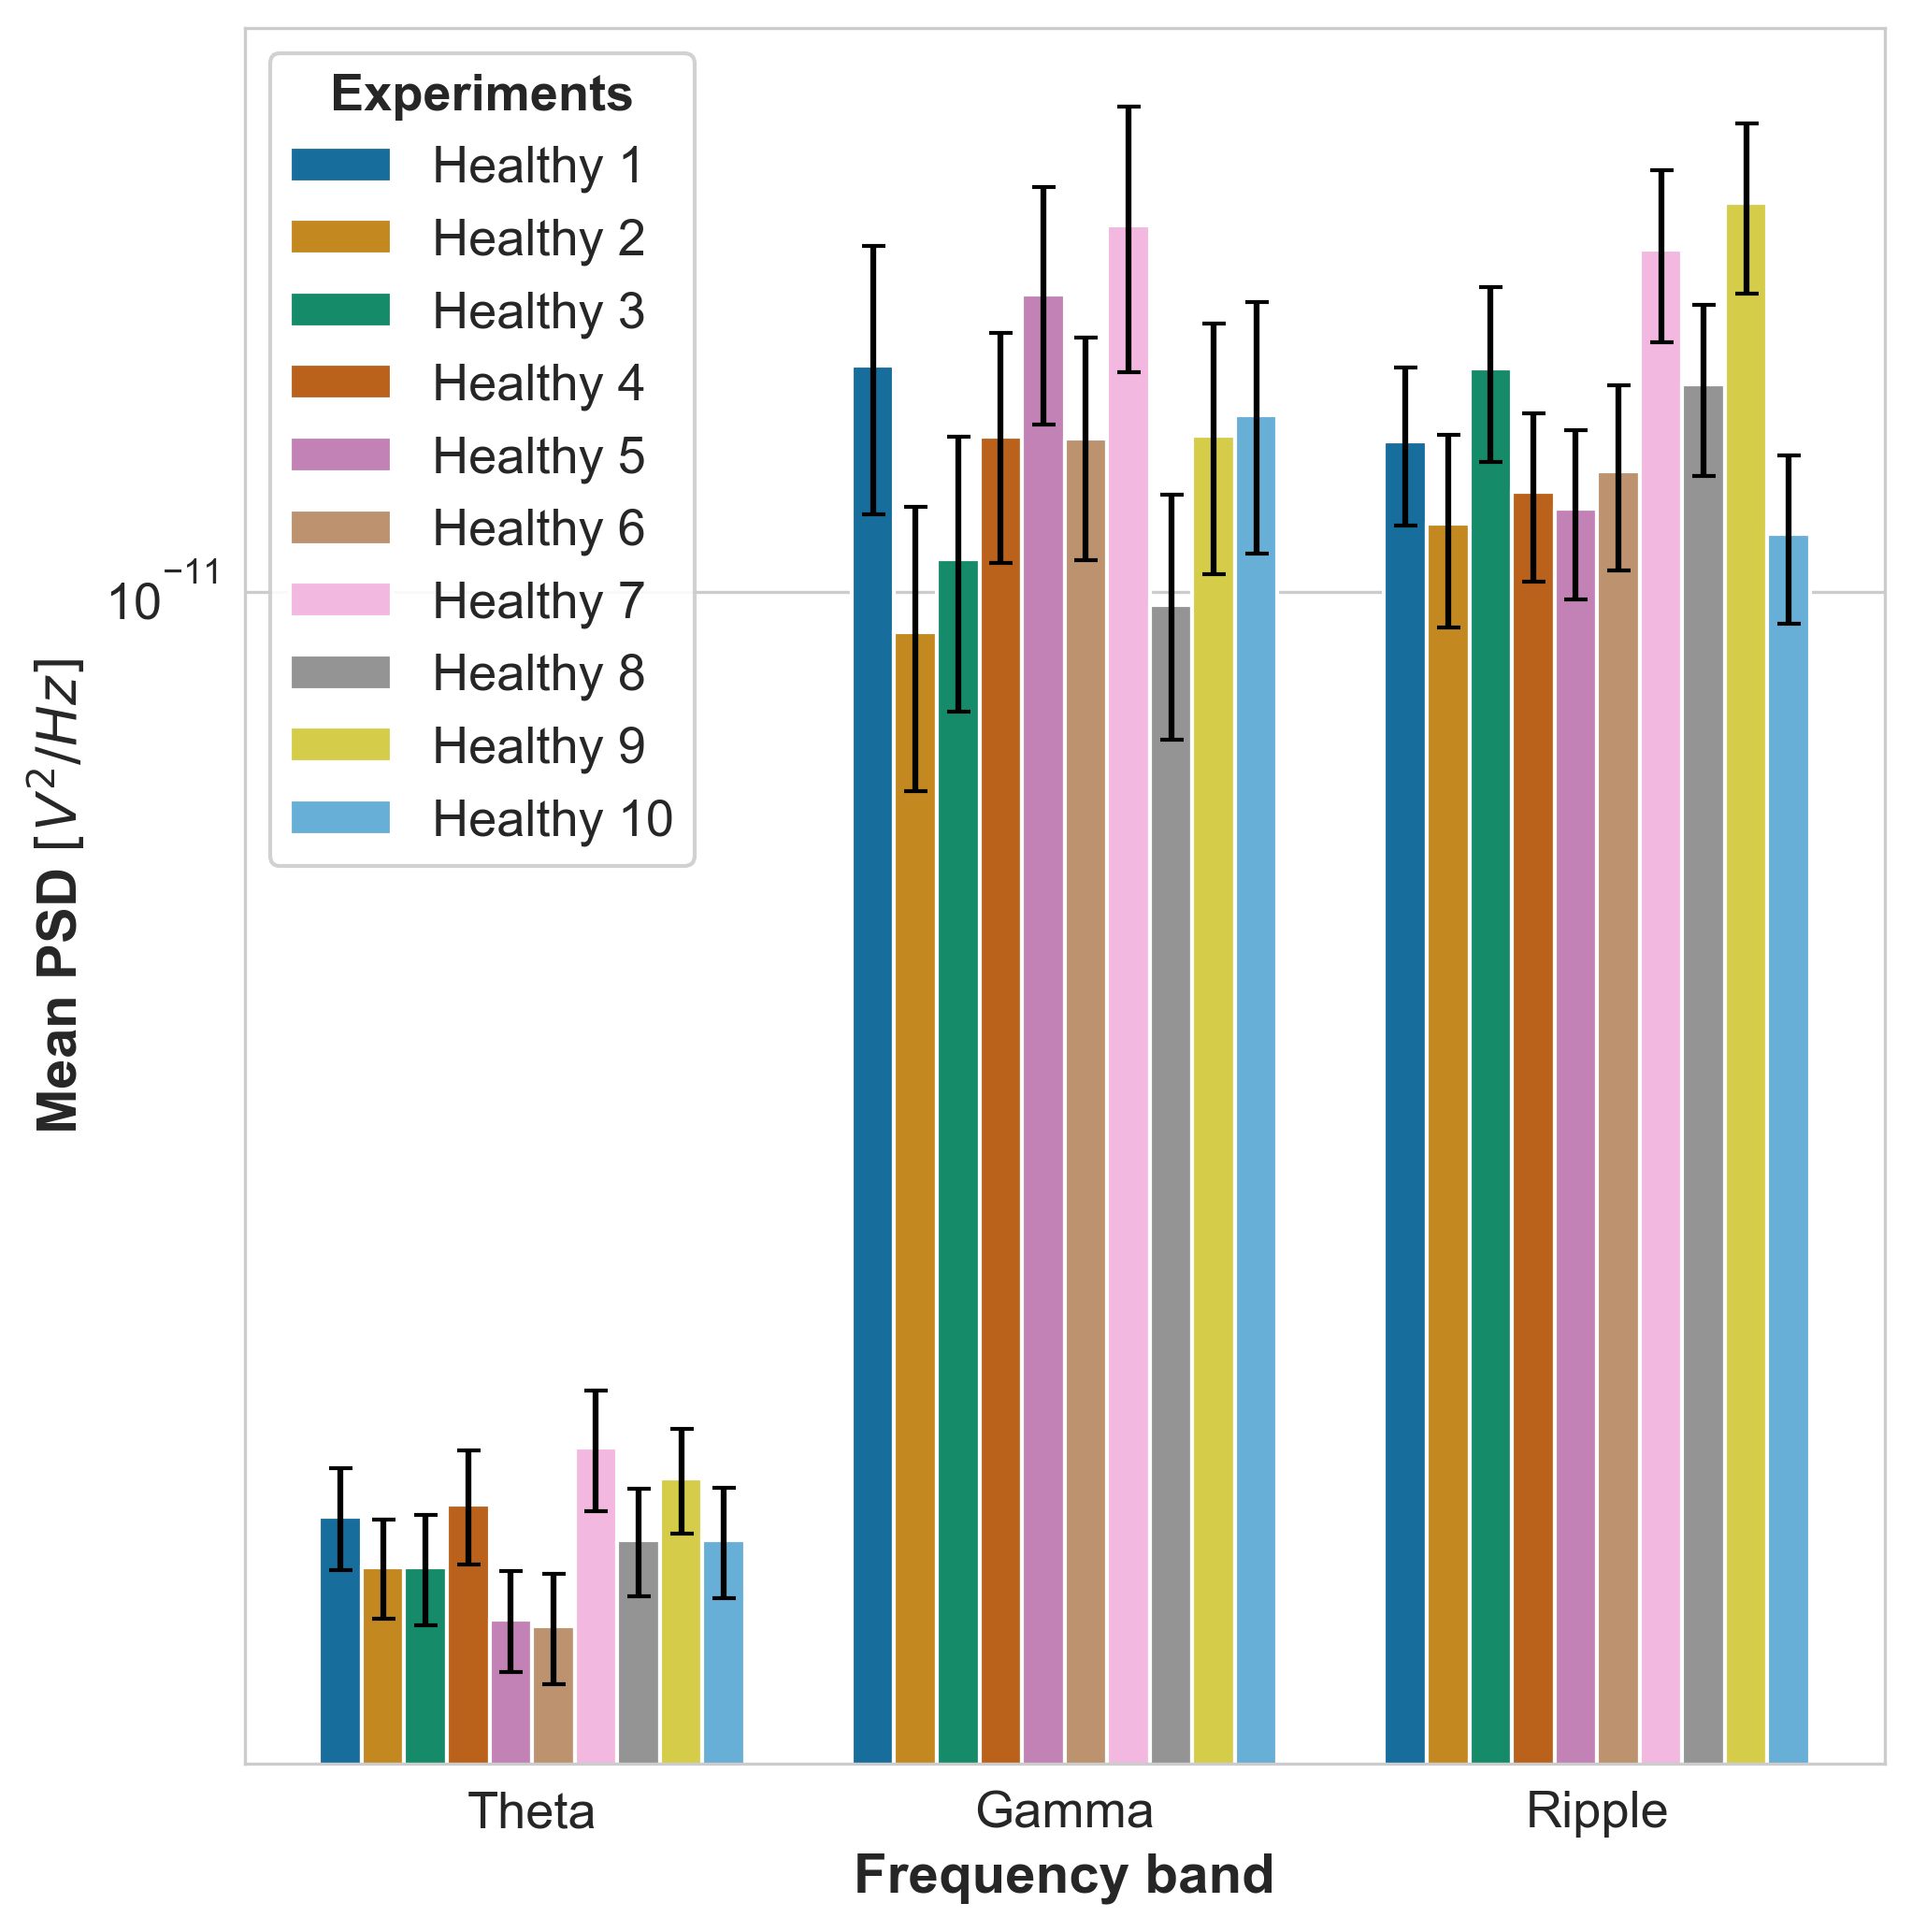 Experiments
Healthy 1
Healthy 2
Healthy 3
Healthy 4
Healthy 5
Healthy 6
Healthy 7
Healthy 8
Healthy 9
Healthy 10
10⁻¹¹
Mean PSD [V²/Hz]
Theta Gamma Ripple
Frequency band